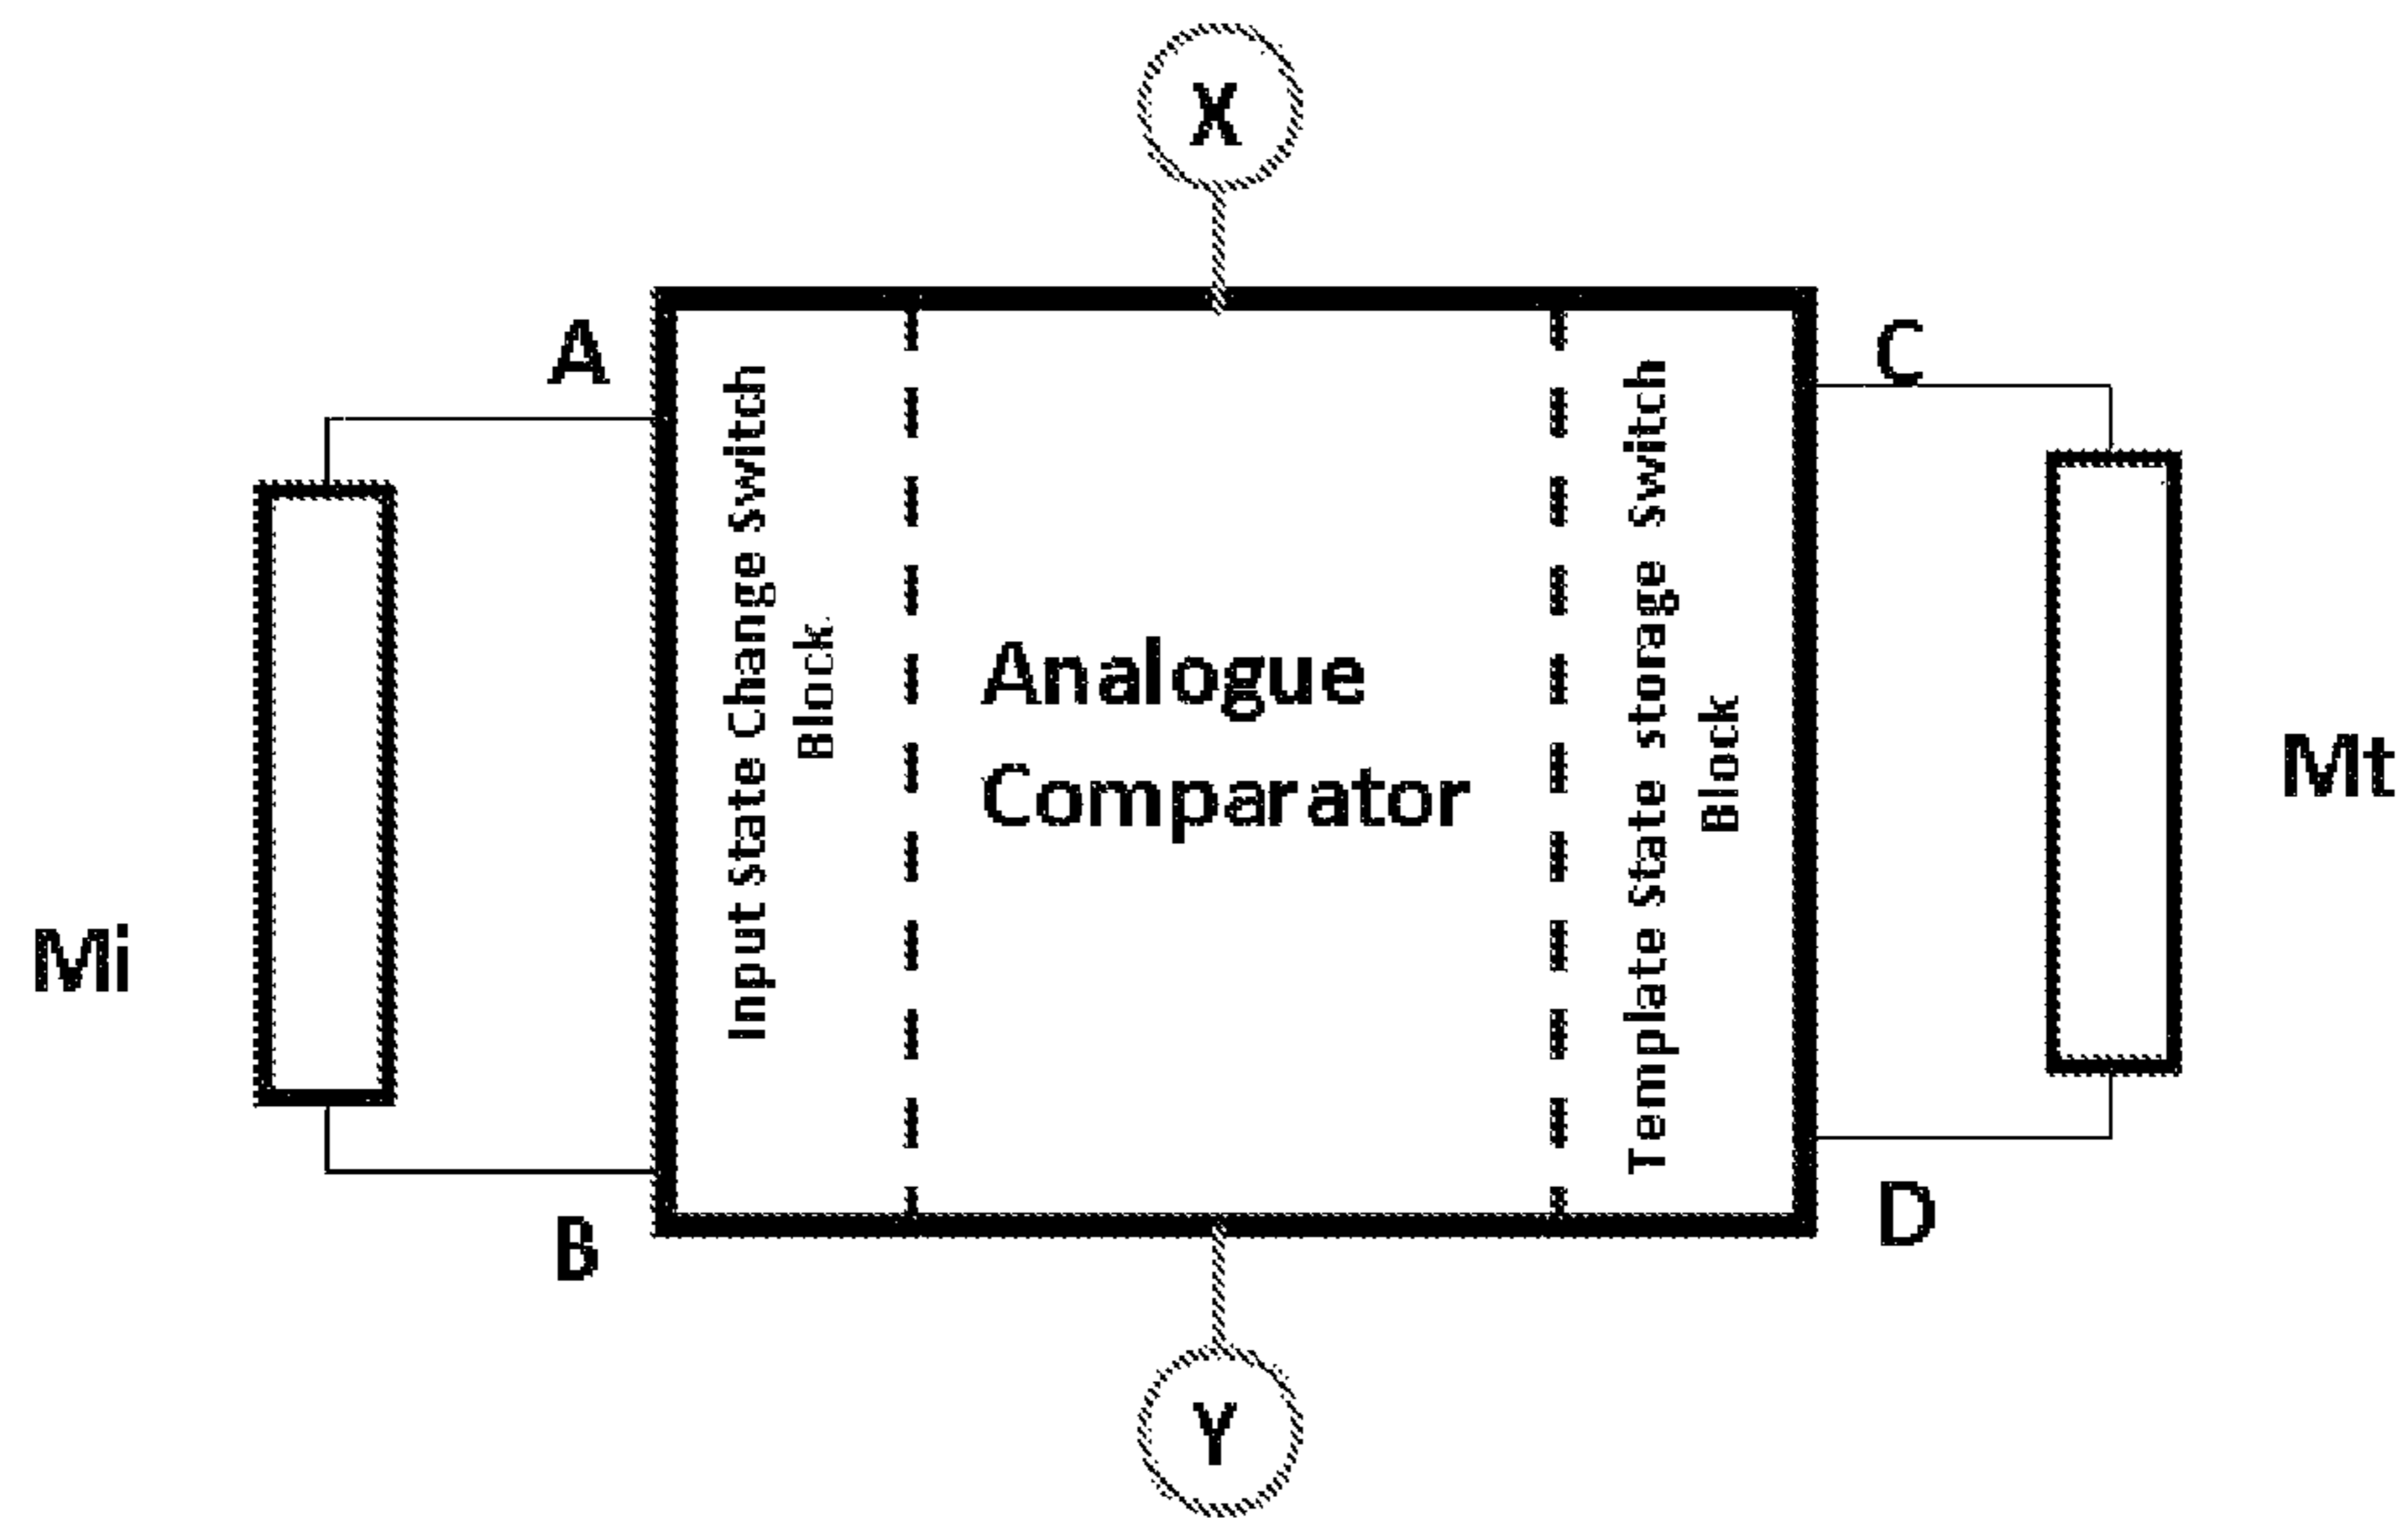 X
A
C
Input State Change Switch
Block
Analogue
Comparator
Template State storage Switch
Block
Mi
Mt
B
D
Y